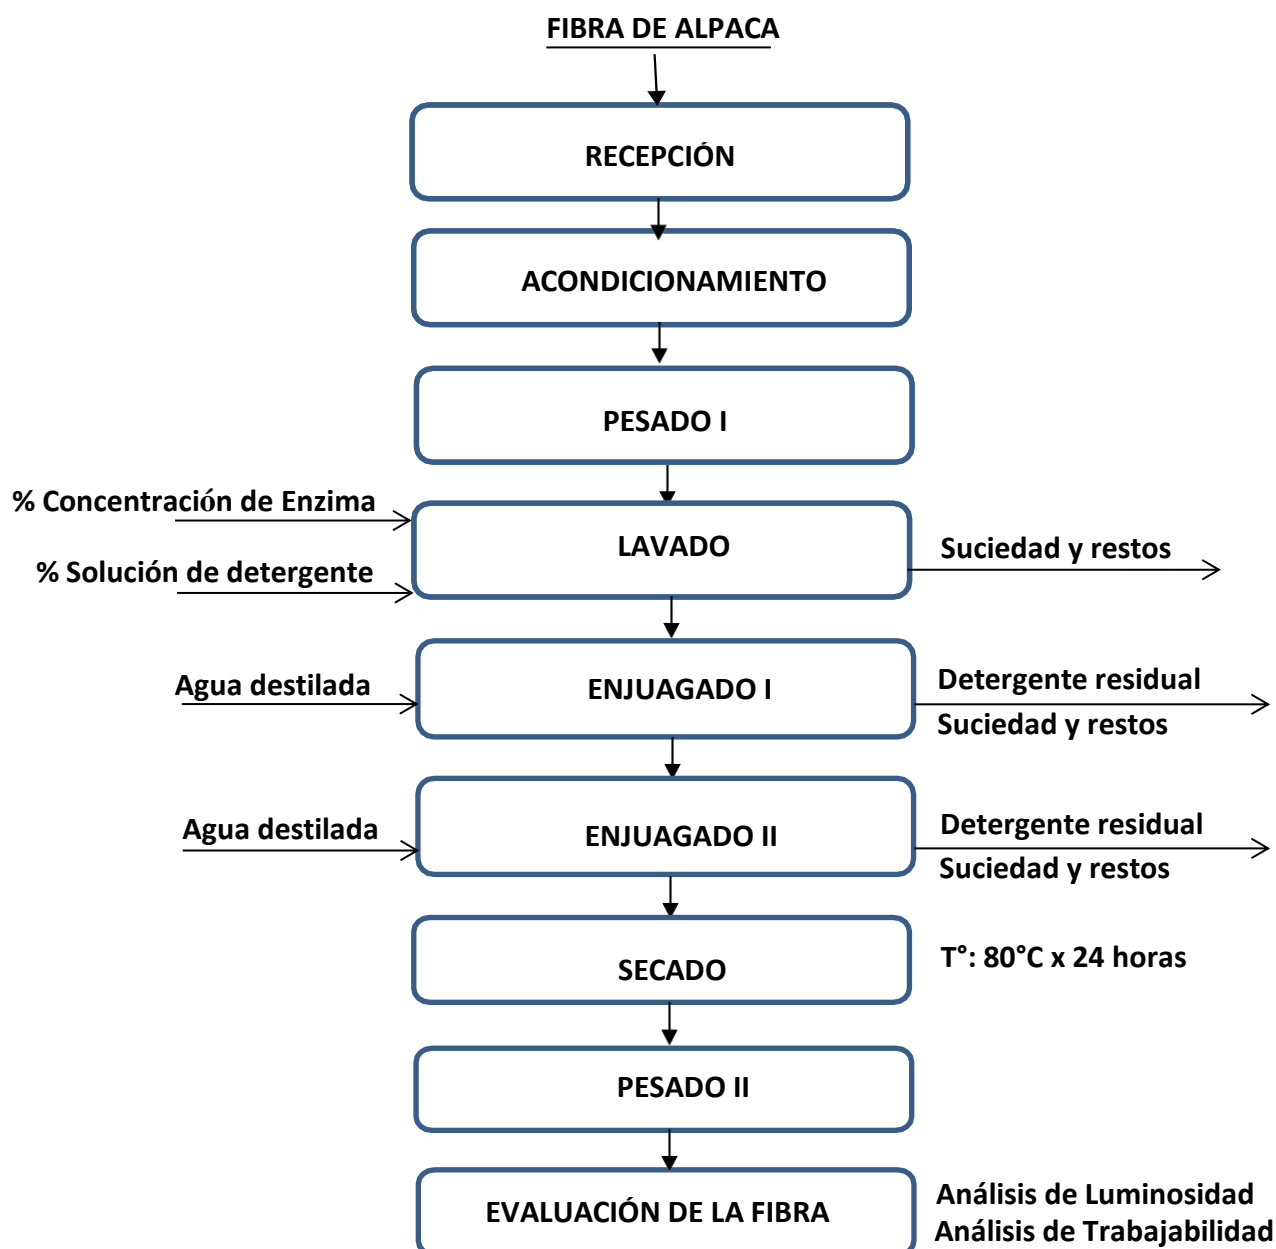 FIBRA DE ALPACA
RECEPCIÓN
ACONDICIONAMIENTO
PESADO I
% Concentración de Enzima
% Solución de detergente
LAVADO
Suciedad y restos
Agua destilada
ENJUAGADO I
Detergente residual
Suciedad y restos
Agua destilada
ENJUAGADO II
Detergente residual
Suciedad y restos
SECADO
T°: 80°C x 24 horas
PESADO II
EVALUACIÓN DE LA FIBRA
Análisis de Luminosidad
Análisis de Trabajabilidad